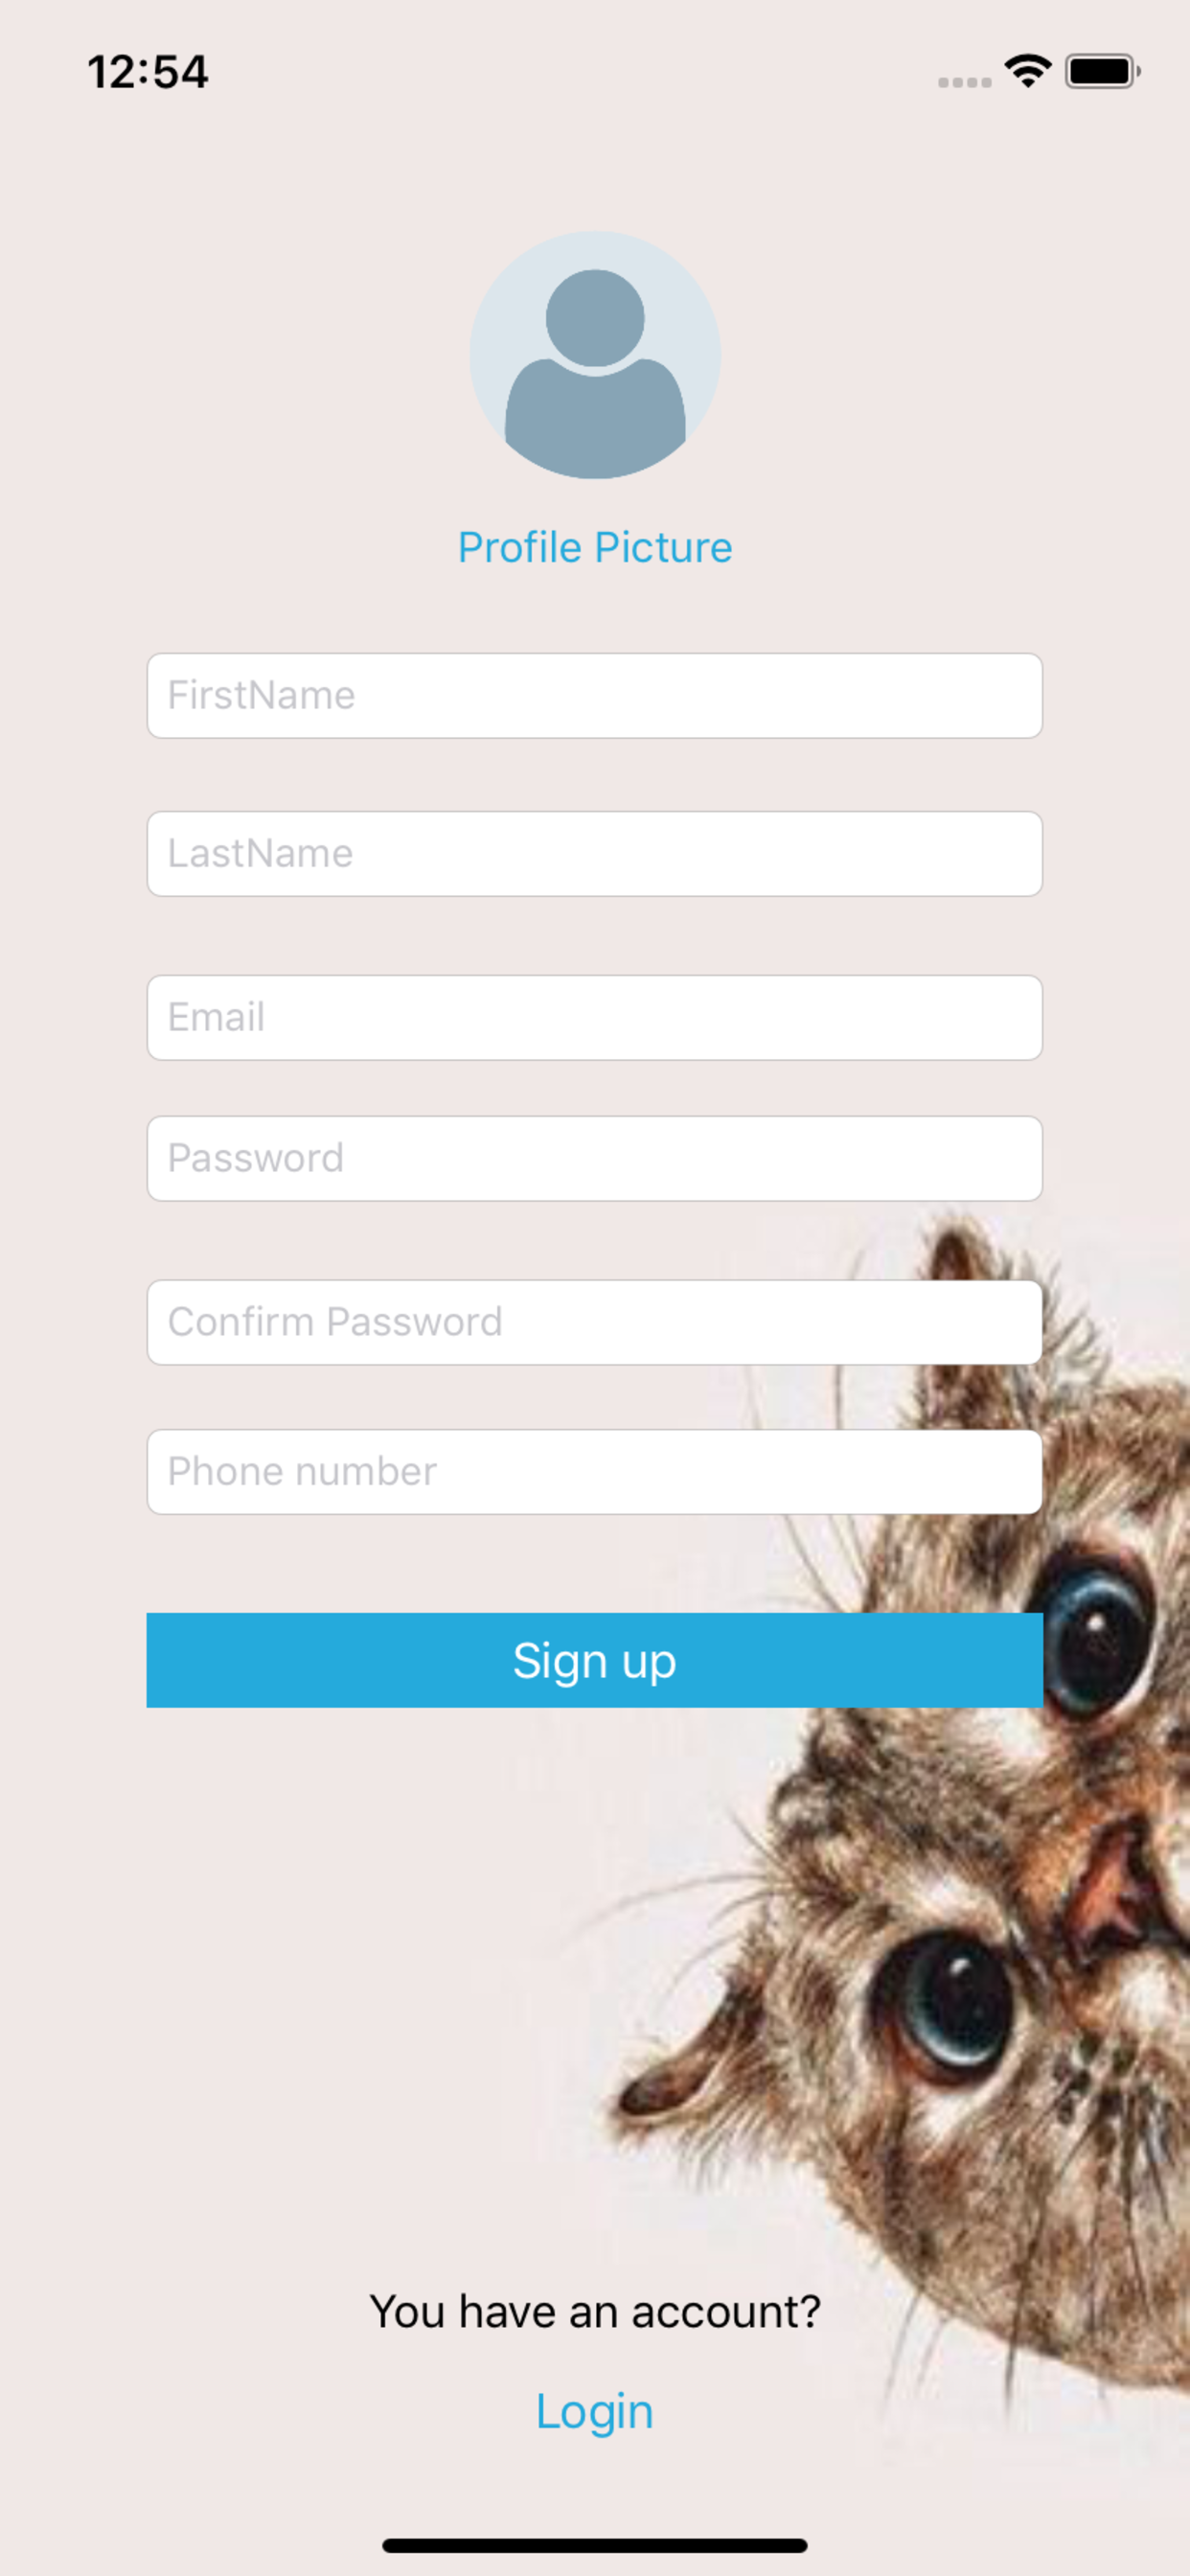 12:54
Profile Picture
FirstName
LastName
Email
Password
Confirm Password
Phone number
Sign up
You have an account?
Login